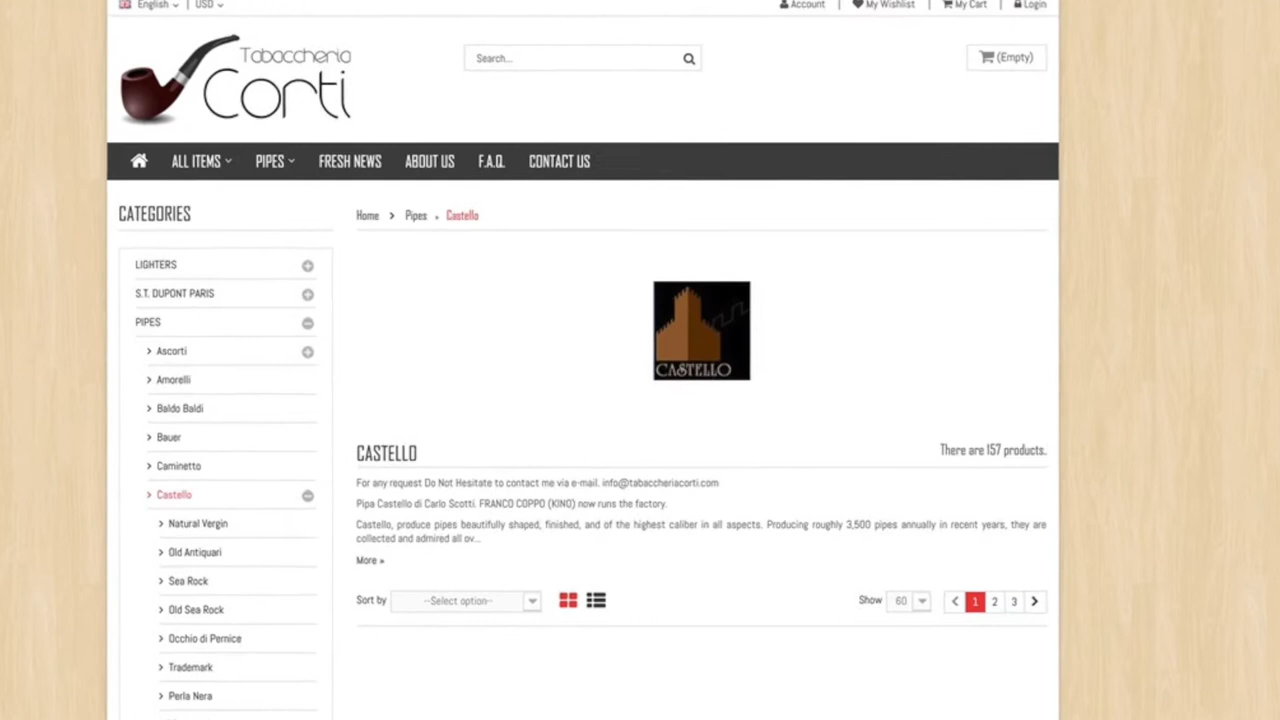 English
USD
Account
My Wishlist
My Cart
Login
Tabaccheria
Corti
Search...
(Empty)
ALL ITEMS
PIPES
FRESH NEWS
ABOUT US
F.A.Q.
CONTACT US
CATEGORIES
LIGHTERS
S.T. DUPONT PARIS
PIPES
Ascorti
Amorelli
Baldo Baldi
Bauer
Caminetto
Castello
Natural Vergin
Old Antiquari
Sea Rock
Old Sea Rock
Occhio di Pernice
Trademark
Perla Nera
Home > Pipes » Castello
CASTELLO
CASTELLO
There are 157 products.
For any request Do Not Hesitate to contact me via e-mail. info@tabaccheriacorti.com
Pipa Castello di Carlo Scotti. FRANCO COPPO (KINO) now runs the factory.
Castello, produce pipes beautifully shaped, finished, and of the highest caliber in all aspects. Producing roughly 3,500 pipes annually in recent years, they are
collected and admired all ov...
More »
Sort by --Select option--
Show 60 1 2 3